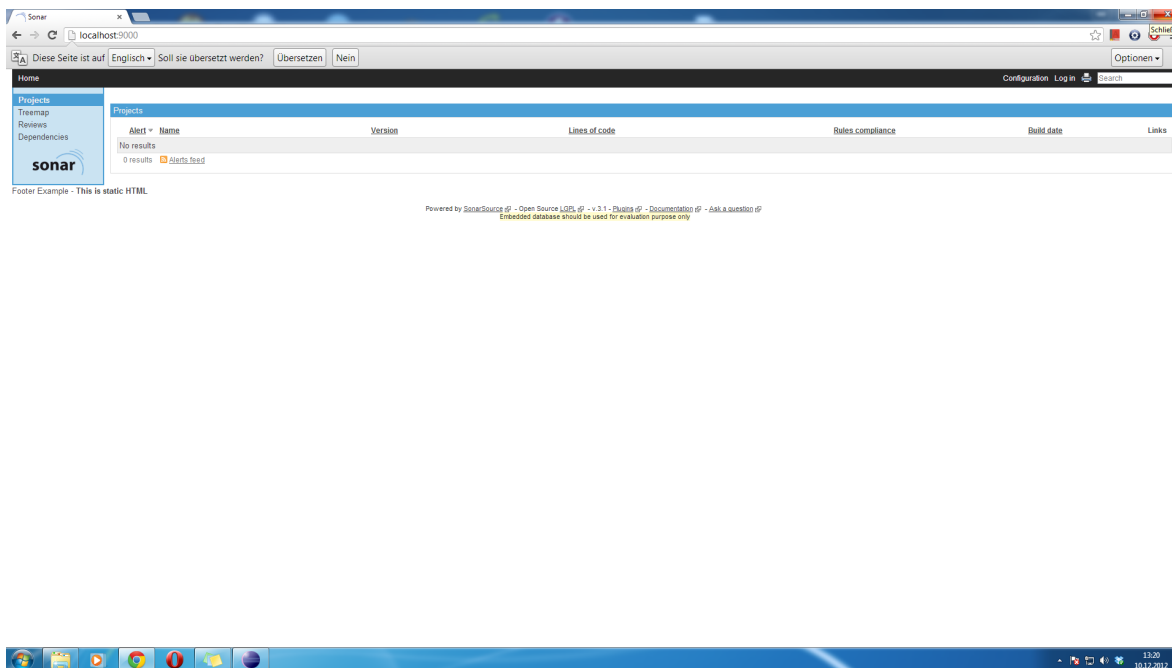 Sonar
localhost:9000
Schließ
Diese Seite ist auf Englisch Soll sie übersetzt werden? Übersetzen Nein Optionen
Home Configuration Log in Search
Projects
Treemap
Reviews
Dependencies
sonar
Projects
Alert Name Version Lines of code Rules compliance Build date Links
No results
0 results Alerts feed
Footer Example - This is static HTML
Powered by SonarSource - Open Source LGPL - v.3.1 - Plugins - Documentation - Ask a question
Embedded database should be used for evaluation purpose only
13:20
10.12.2012